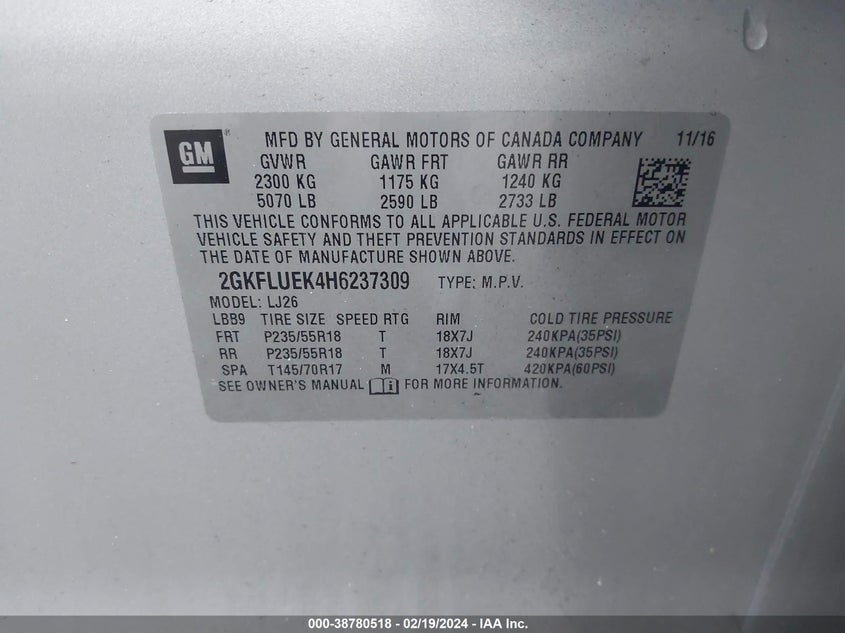 GM ® MFD BY GENERAL MOTORS OF CANADA COMPANY 11/16
GVWR GAWR FRT GAWR RR
2300 KG 1175 KG 1240 KG
5070 LB 2590 LB 2733 LB
THIS VEHICLE CONFORMS TO ALL APPLICABLE U.S. FEDERAL MOTOR
VEHICLE SAFETY AND THEFT PREVENTION STANDARDS IN EFFECT ON
THE DATE OF MANUFACTURE SHOWN ABOVE.
2GKFLUEK4H6237309 TYPE: M.P.V.
MODEL: LJ26
LBB9 TIRE SIZE SPEED RTG RIM COLD TIRE PRESSURE
FRT P235/55R18 T 18X7J 240KPA(35PSI)
RR P235/55R18 T 18X7J 240KPA(35PSI)
SPA T145/70R17 M 17X4.5T 420KPA(60PSI)
SEE OWNER'S MANUAL i FOR MORE INFORMATION.
000-38780518 - 02/19/2024 - IAA Inc.